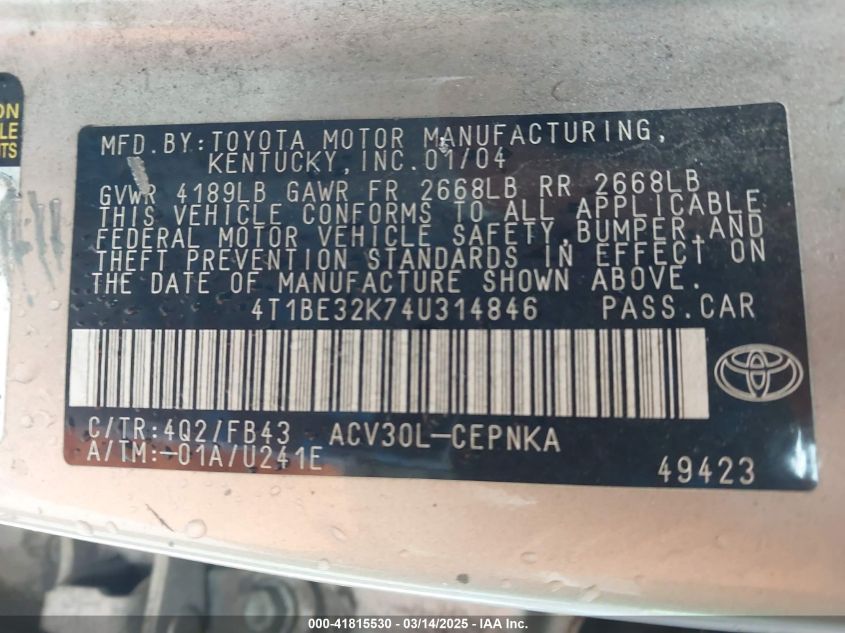 ON
LE
TS
MFD.BY:TOYOTA MOTOR MANUFACTURING,
KENTUCKY,INC.01/04
GVWR 4189LB GAWR FR 2668LB RR 2668LB
THIS VEHICLE CONFORMS TO ALL APPLICABLE
FEDERAL MOTOR VEHICLE SAFETY,BUMPER,AND
THEFT PREVENTION STANDARDS IN EFFECT ON
THE DATE OF MANUFACTURE SHOWN ABOVE.
4T1BE32K74U314846 PASS.CAR
C/TR:4Q2/FB43 ACV30L-CEPNKA
A/TM:-01A/U241E
49423
000-41815530 - 03/14/2025 - © IAA Inc.